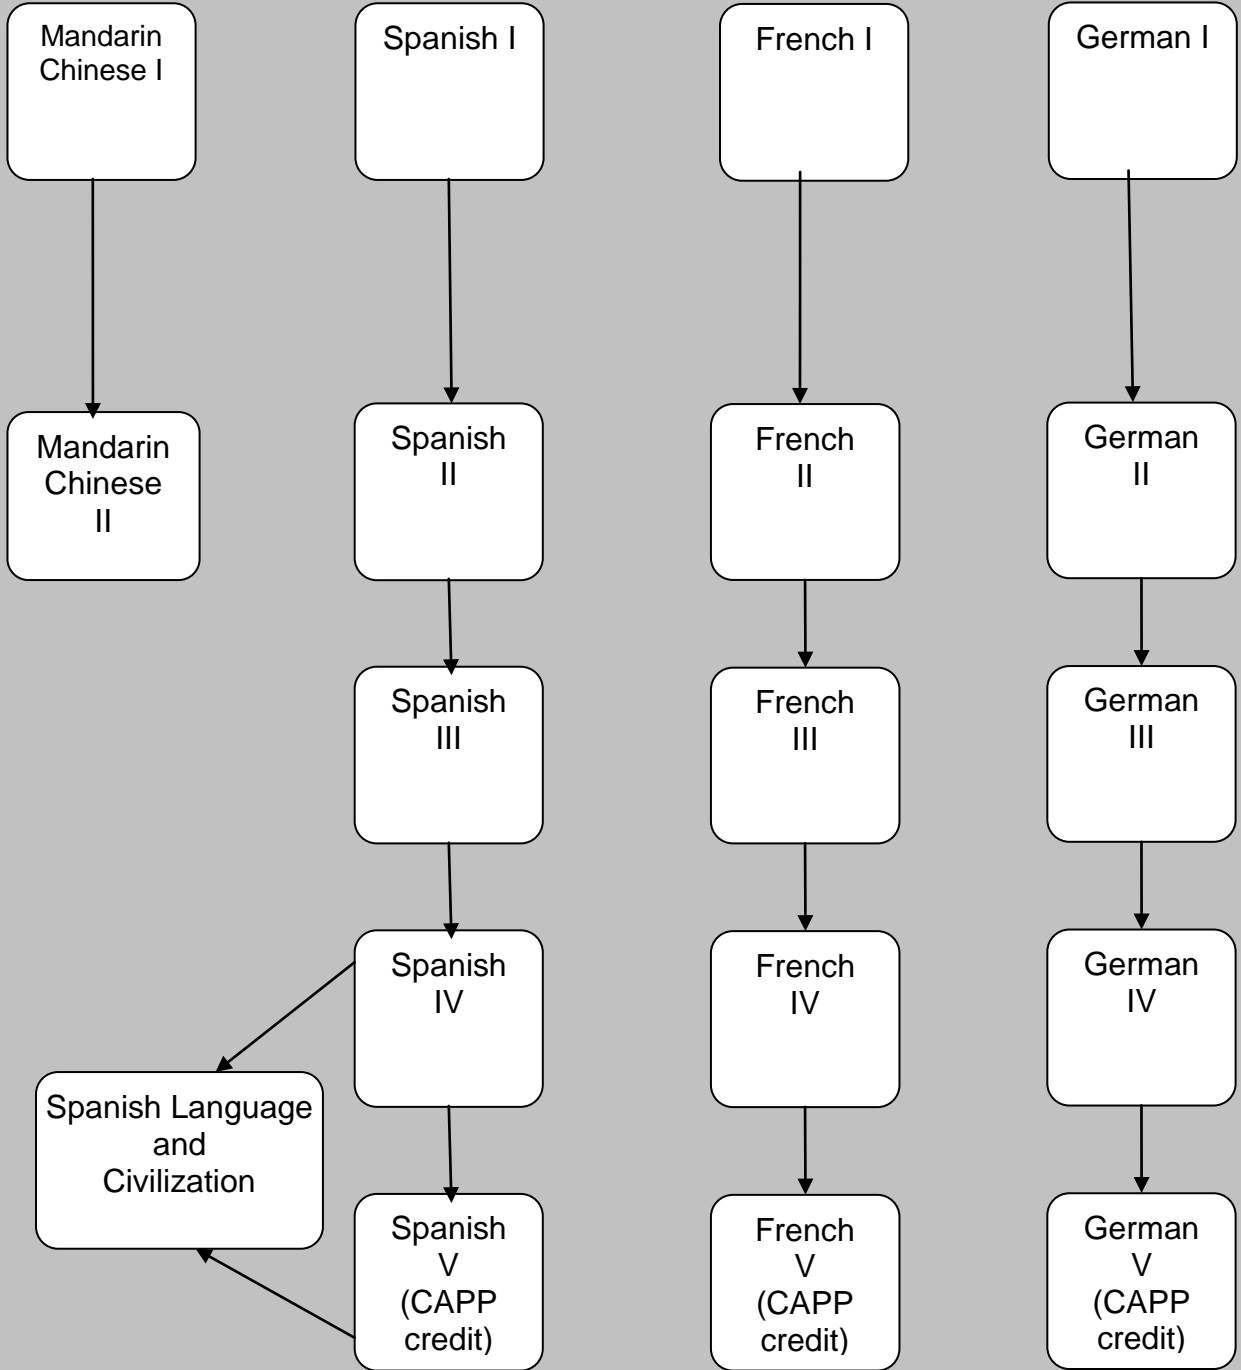 Mandarin
Chinese I
Spanish I
French I
German I
Mandarin
Chinese
II
Spanish
II
French
II
German
II
Spanish
III
French
III
German
III
Spanish
IV
French
IV
German
IV
Spanish Language
and
Civilization
Spanish
V
(CAPP
credit)
French
V
(CAPP
credit)
German
V
(CAPP
credit)